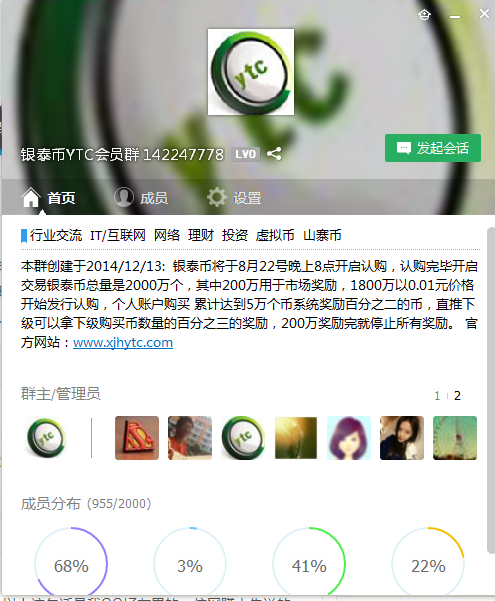 ytc
银泰币YTC会员群 142247778 LV0
发起会话
首页 成员 设置
行业交流 IT/互联网 网络 理财 投资 虚拟币 山寨币
本群创建于2014/12/13: 银泰币将于8月22号晚上8点开启认购，认购完毕开启
交易银泰币总量是2000万个，其中200万用于市场奖励，1800万以0.01元价格
开始发行认购，个人账户购买 累计达到5万个币系统奖励百分之二的币，直推下
级可以拿下级购买币数量的百分之三的奖励，200万奖励完就停止所有奖励。 官
方网站：www.xjhytc.com
群主/管理员
1 2
ytc
ytc
成员分布 (955/2000)
68% 3% 41% 22%